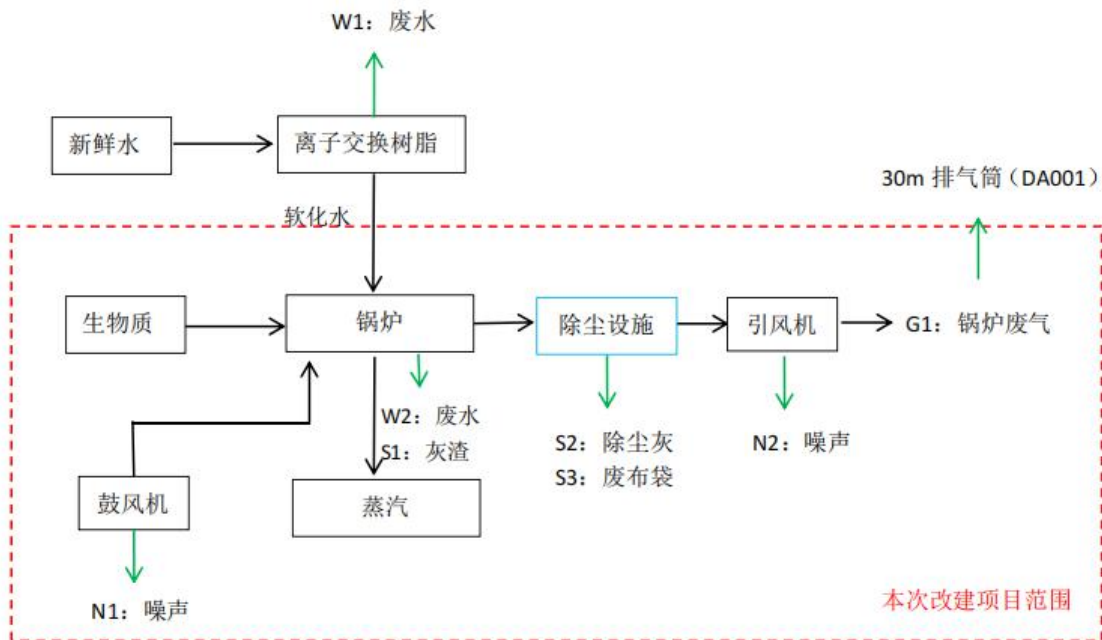 W1：废水
新鲜水
离子交换树脂
30m 排气筒（DA001）
软化水
生物质
锅炉
除尘设施
引风机
G1：锅炉废气
W2：废水
S1：灰渣
S2：除尘灰
S3：废布袋
N2：噪声
鼓风机
蒸汽
N1：噪声
本次改建项目范围